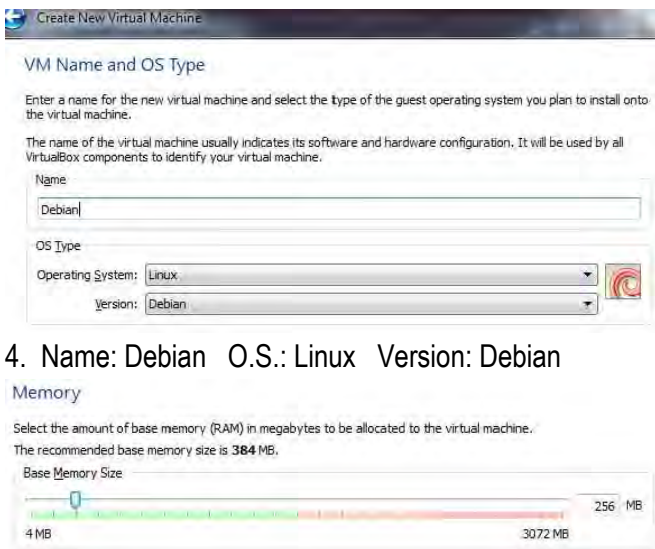 Create New Virtual Machine
VM Name and OS Type
Enter a name for the new virtual machine and select the type of the guest operating system you plan to install onto
the virtual machine.
The name of the virtual machine usually indicates its software and hardware configuration. It will be used by all
VirtualBox components to identify your virtual machine.
Name
Debian
OS Type
Operating System: Linux
Version: Debian
4. Name: Debian O.S.: Linux Version: Debian
Memory
Select the amount of base memory (RAM) in megabytes to be allocated to the virtual machine.
The recommended base memory size is 384 MB.
Base Memory Size
256 MB
4 MB 3072 MB